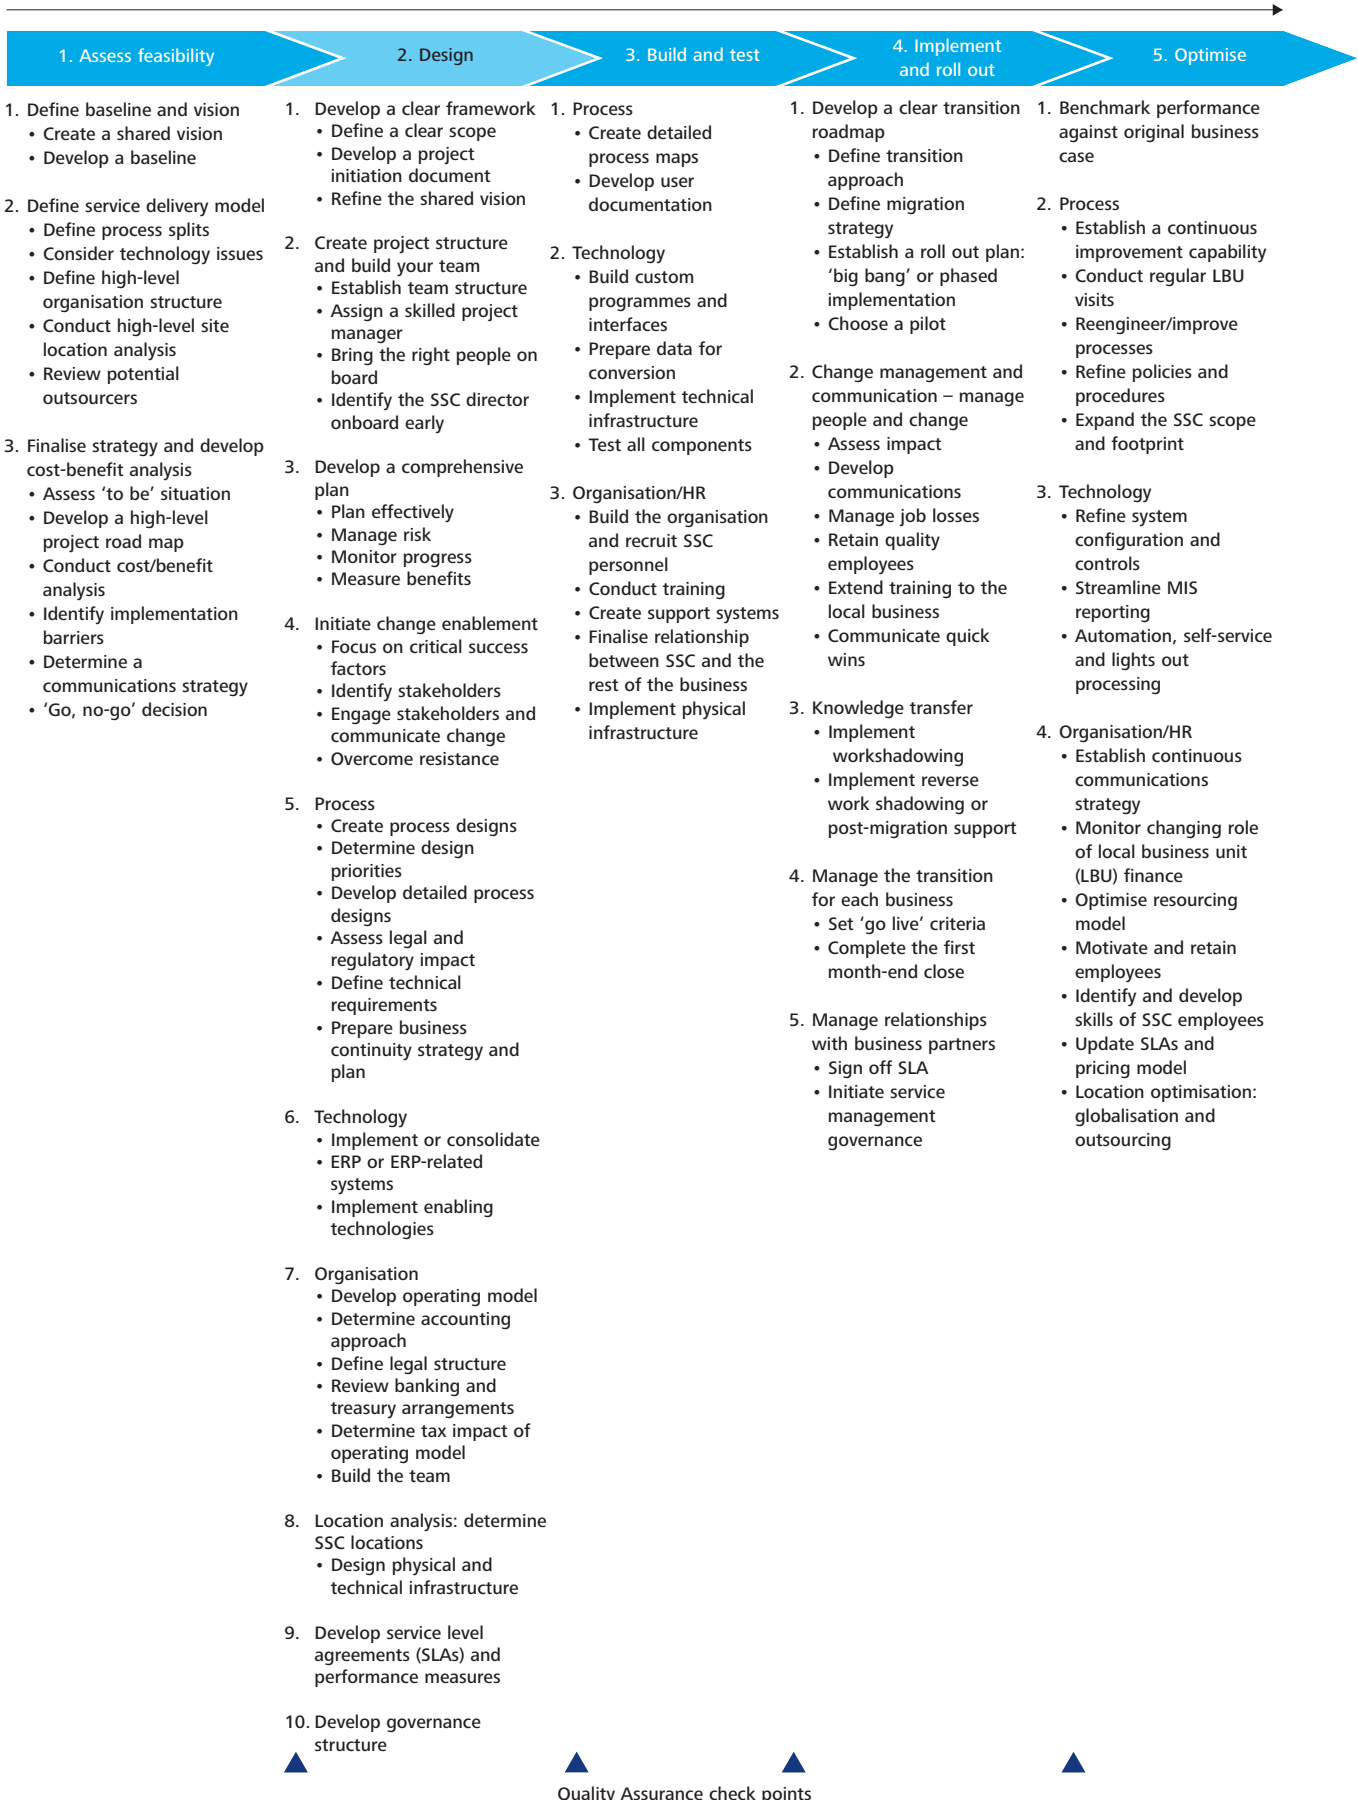 1. Assess feasibility
2. Design
3. Build and test
4. Implement
and roll out
5. Optimise
1. Define baseline and vision
• Create a shared vision
• Develop a baseline
2. Define service delivery model
• Define process splits
• Consider technology issues
• Define high-level
organisation structure
• Conduct high-level site
location analysis
• Review potential
outsourcers
3. Finalise strategy and develop
cost-benefit analysis
• Assess ‘to be’ situation
• Develop a high-level
project road map
• Conduct cost/benefit
analysis
• Identify implementation
barriers
• Determine a
communications strategy
• ‘Go, no-go’ decision
1. Develop a clear framework
• Define a clear scope
• Develop a project
initiation document
• Refine the shared vision
2. Create project structure
and build your team
• Establish team structure
• Assign a skilled project
manager
• Bring the right people on
board
• Identify the SSC director
onboard early
3. Develop a comprehensive
plan
• Plan effectively
• Manage risk
• Monitor progress
• Measure benefits
4. Initiate change enablement
• Focus on critical success
factors
• Identify stakeholders
• Engage stakeholders and
communicate change
• Overcome resistance
5. Process
• Create process designs
• Determine design
priorities
• Develop detailed process
designs
• Assess legal and
regulatory impact
• Define technical
requirements
• Prepare business
continuity strategy and
plan
6. Technology
• Implement or consolidate
• ERP or ERP-related
systems
• Implement enabling
technologies
7. Organisation
• Develop operating model
• Determine accounting
approach
• Define legal structure
• Review banking and
treasury arrangements
• Determine tax impact of
operating model
• Build the team
8. Location analysis: determine
SSC locations
• Design physical and
technical infrastructure
9. Develop service level
agreements (SLAs) and
performance measures
10. Develop governance
structure
1. Process
• Create detailed
process maps
• Develop user
documentation
2. Technology
• Build custom
programmes and
interfaces
• Prepare data for
conversion
• Implement technical
infrastructure
• Test all components
3. Organisation/HR
• Build the organisation
and recruit SSC
personnel
• Conduct training
• Create support systems
• Finalise relationship
between SSC and the
rest of the business
• Implement physical
infrastructure
1. Develop a clear transition
roadmap
• Define transition
approach
• Define migration
strategy
• Establish a roll out plan:
‘big bang’ or phased
implementation
• Choose a pilot
2. Change management and
communication – manage
people and change
• Assess impact
• Develop
communications
• Manage job losses
• Retain quality
employees
• Extend training to the
local business
• Communicate quick
wins
3. Knowledge transfer
• Implement
workshadowing
• Implement reverse
work shadowing or
post-migration support
4. Manage the transition
for each business
• Set ‘go live’ criteria
• Complete the first
month-end close
5. Manage relationships
with business partners
• Sign off SLA
• Initiate service
management
governance
1. Benchmark performance
against original business
case
2. Process
• Establish a continuous
improvement capability
• Conduct regular LBU
visits
• Reengineer/improve
processes
• Refine policies and
procedures
• Expand the SSC scope
and footprint
3. Technology
• Refine system
configuration and
controls
• Streamline MIS
reporting
• Automation, self-service
and lights out
processing
4. Organisation/HR
• Establish continuous
communications
strategy
• Monitor changing role
of local business unit
(LBU) finance
• Optimise resourcing
model
• Motivate and retain
employees
• Identify and develop
skills of SSC employees
• Update SLAs and
pricing model
• Location optimisation:
globalisation and
outsourcing
Quality Assurance check points